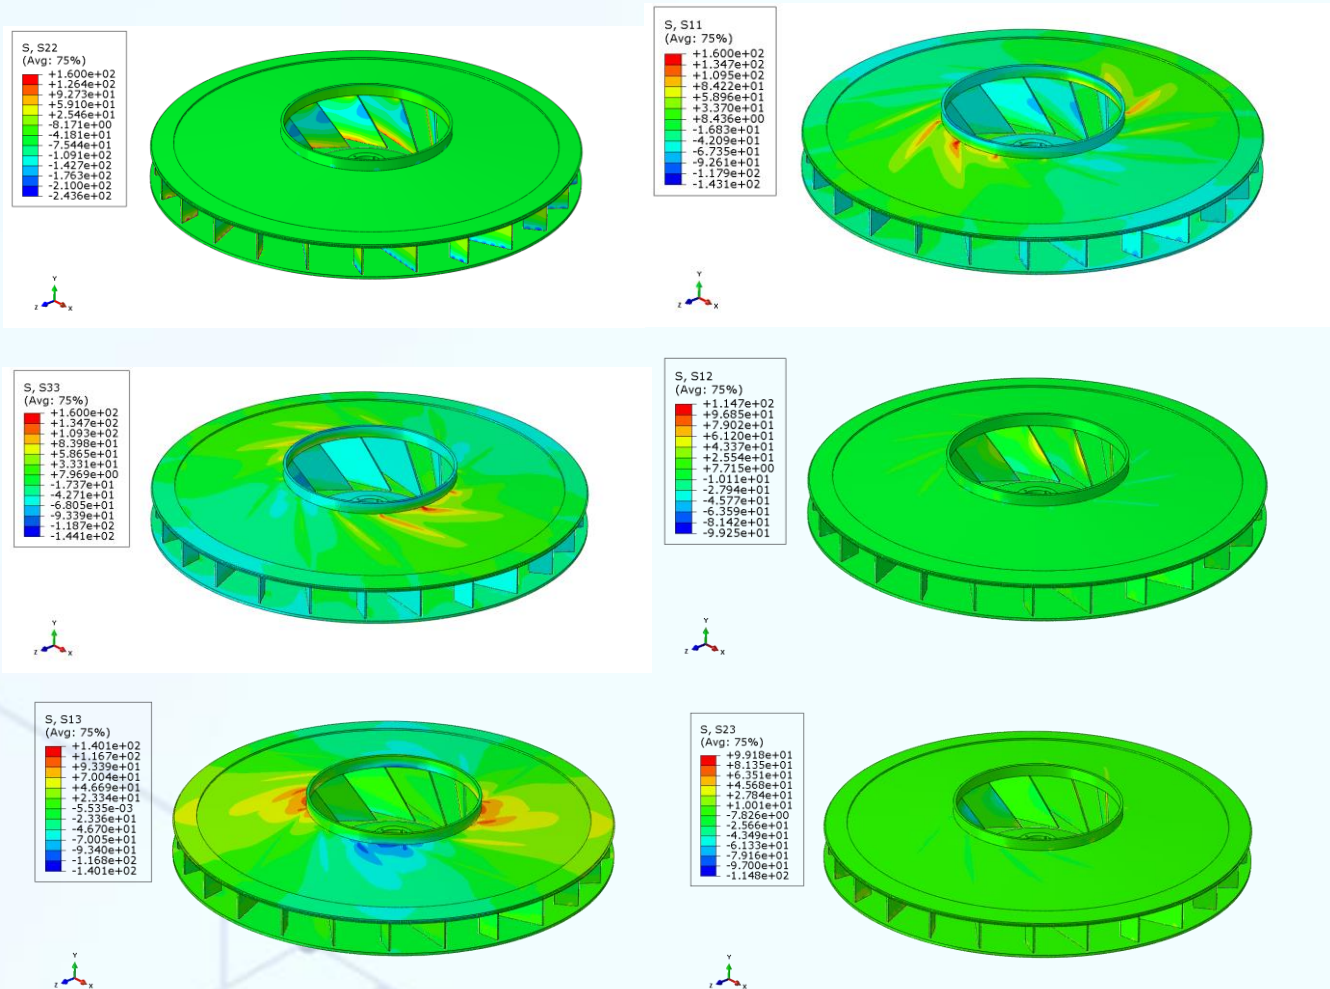 S, S22
(Avg: 75%)
+1.600e+02
+1.264e+02
+9.273e+01
+5.910e+01
+2.546e+01
-8.171e+00
-4.181e+01
-7.544e+01
-1.091e+02
-1.427e+02
-1.763e+02
-2.100e+02
-2.436e+02
Y
Z
X
S, S11
(Avg: 75%)
+1.600e+02
+1.347e+02
+1.095e+02
+8.422e+01
+5.896e+01
+3.370e+01
+8.436e+00
-1.683e+01
-4.209e+01
-6.735e+01
-9.261e+01
-1.179e+02
-1.431e+02
Y
Z
X
S, S33
(Avg: 75%)
+1.600e+02
+1.347e+02
+1.093e+02
+8.398e+01
+5.865e+01
+3.331e+01
+7.969e+00
-1.737e+01
-4.271e+01
-6.805e+01
-9.339e+01
-1.187e+02
-1.441e+02
Y
Z
X
S, S12
(Avg: 75%)
+1.147e+02
+9.685e+01
+7.902e+01
+6.120e+01
+4.337e+01
+2.554e+01
+7.715e+00
-1.011e+01
-2.794e+01
-4.577e+01
-6.359e+01
-8.142e+01
-9.925e+01
Y
Z
X
S, S13
(Avg: 75%)
+1.401e+02
+1.167e+02
+9.339e+01
+7.004e+01
+4.669e+01
+2.334e+01
-5.535e-03
-2.336e+01
-4.670e+01
-7.005e+01
-9.340e+01
-1.168e+02
-1.401e+02
Y
Z
X
S, S23
(Avg: 75%)
+9.918e+01
+8.135e+01
+6.351e+01
+4.568e+01
+2.784e+01
+1.001e+01
-7.826e+00
-2.566e+01
-4.349e+01
-6.133e+01
-7.916e+01
-9.700e+01
-1.148e+02
Y
Z
X